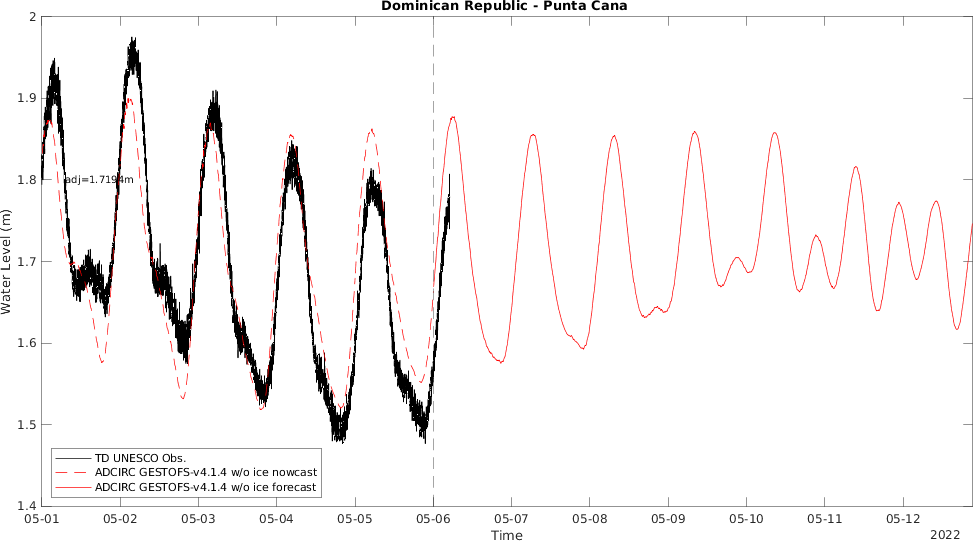 Dominican Republic - Punta Cana
Water Level (m)
2
1.9
1.8
1.7
1.6
1.5
1.4
adj=1.7194m
TD UNESCO Obs.
ADCIRC GESTOFS-v4.1.4 w/o ice nowcast
ADCIRC GESTOFS-v4.1.4 w/o ice forecast
05-01 05-02 05-03 05-04 05-05 05-06 05-07 05-08 05-09 05-10 05-11 05-12
Time
2022